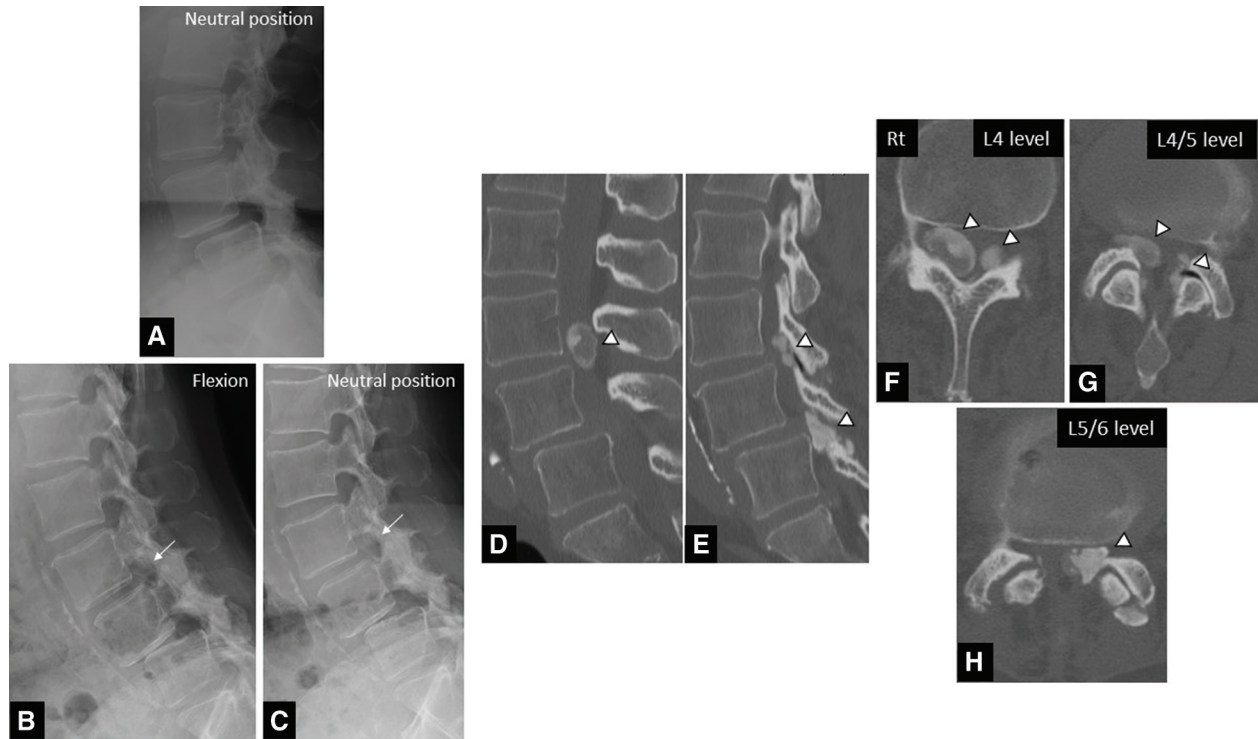 Neutral position
A
Flexion
B
Neutral position
C
D
E
Rt
L4 level
F
L4/5 level
G
L5/6 level
H